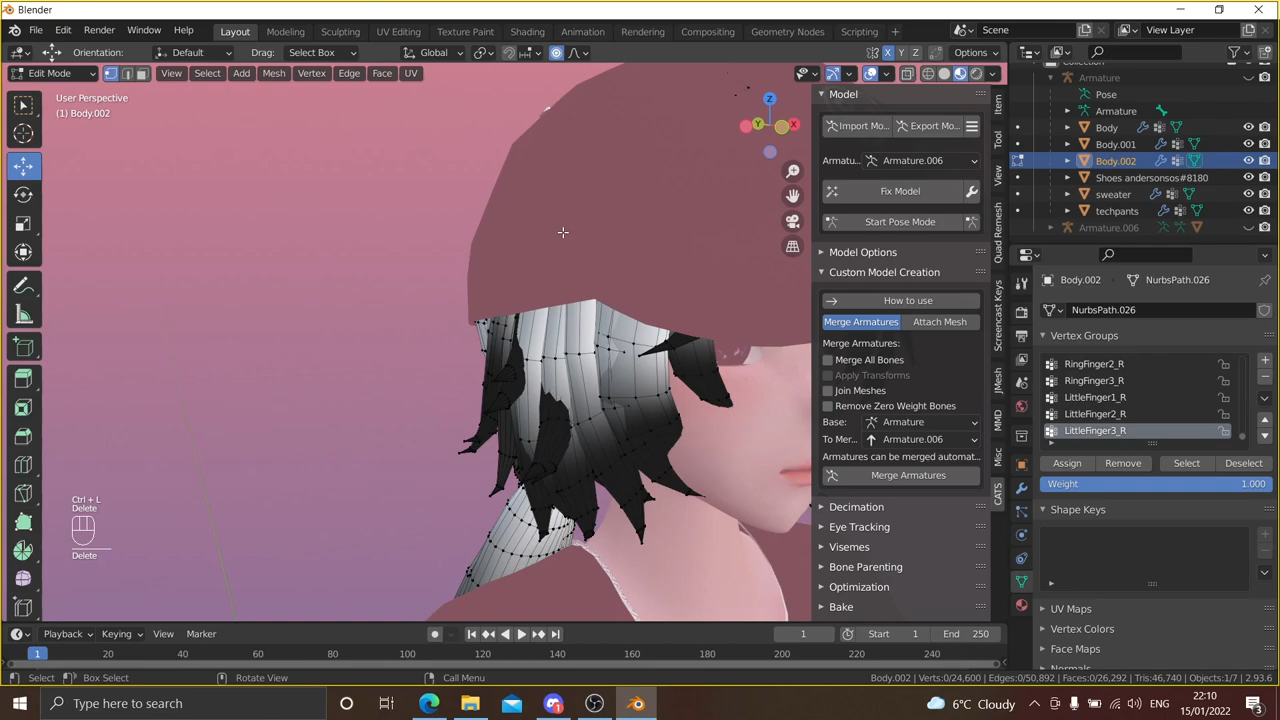 Blender
File Edit Render Window Help Layout Modeling Sculpting UV Editing Texture Paint Shading Animation Rendering Compositing Geometry Nodes Scripting + Scene View Layer
Orientation: Default Drag: Select Box Global X Y Z Options
Edit Mode View Select Add Mesh Vertex Edge Face UV
User Perspective
(1) Body.002
Z
Y X
Ctrl + L
Delete
Delete
Model
Import Mo... Export Mo...
Armatu... Armature.006
Fix Model
Start Pose Mode
Model Options
Custom Model Creation
How to use
Merge Armatures Attach Mesh
Merge Armatures:
Merge All Bones
Apply Transforms
Join Meshes
Remove Zero Weight Bones
Base: Armature
To Mer... Armature.006
Armatures can be merged automat...
Merge Armatures
Decimation
Eye Tracking
Visemes
Bone Parenting
Optimization
Bake
Item
Tool
View
Quad Remesh
Screencast Keys
JMesh
MMD
Misc
CATS
Collection
Armature
Pose
Armature
Body
Body.001
Body.002
Shoes andersonsos#8180
sweater
techpants
Armature.006
Body.002 NurbsPath.026
NurbsPath.026
Vertex Groups
RingFinger2_R
RingFinger3_R
LittleFinger1_R
LittleFinger2_R
LittleFinger3_R
Assign Remove Select Deselect
Weight 1.000
Shape Keys
UV Maps
Vertex Colors
Face Maps
Normals
Playback Keying View Marker 1 Start 1 End 250
1 20 40 60 80 100 120 140 160 180 200 220 240
Select Box Select Rotate View Call Menu Body.002 | Verts:0/24,600 | Edges:0/50,892 | Faces:0/26,292 | Tris:46,740 | Objects:1/7 | 2.93.6
Type here to search 6°C Cloudy ENG 22:10 15/01/2022 3